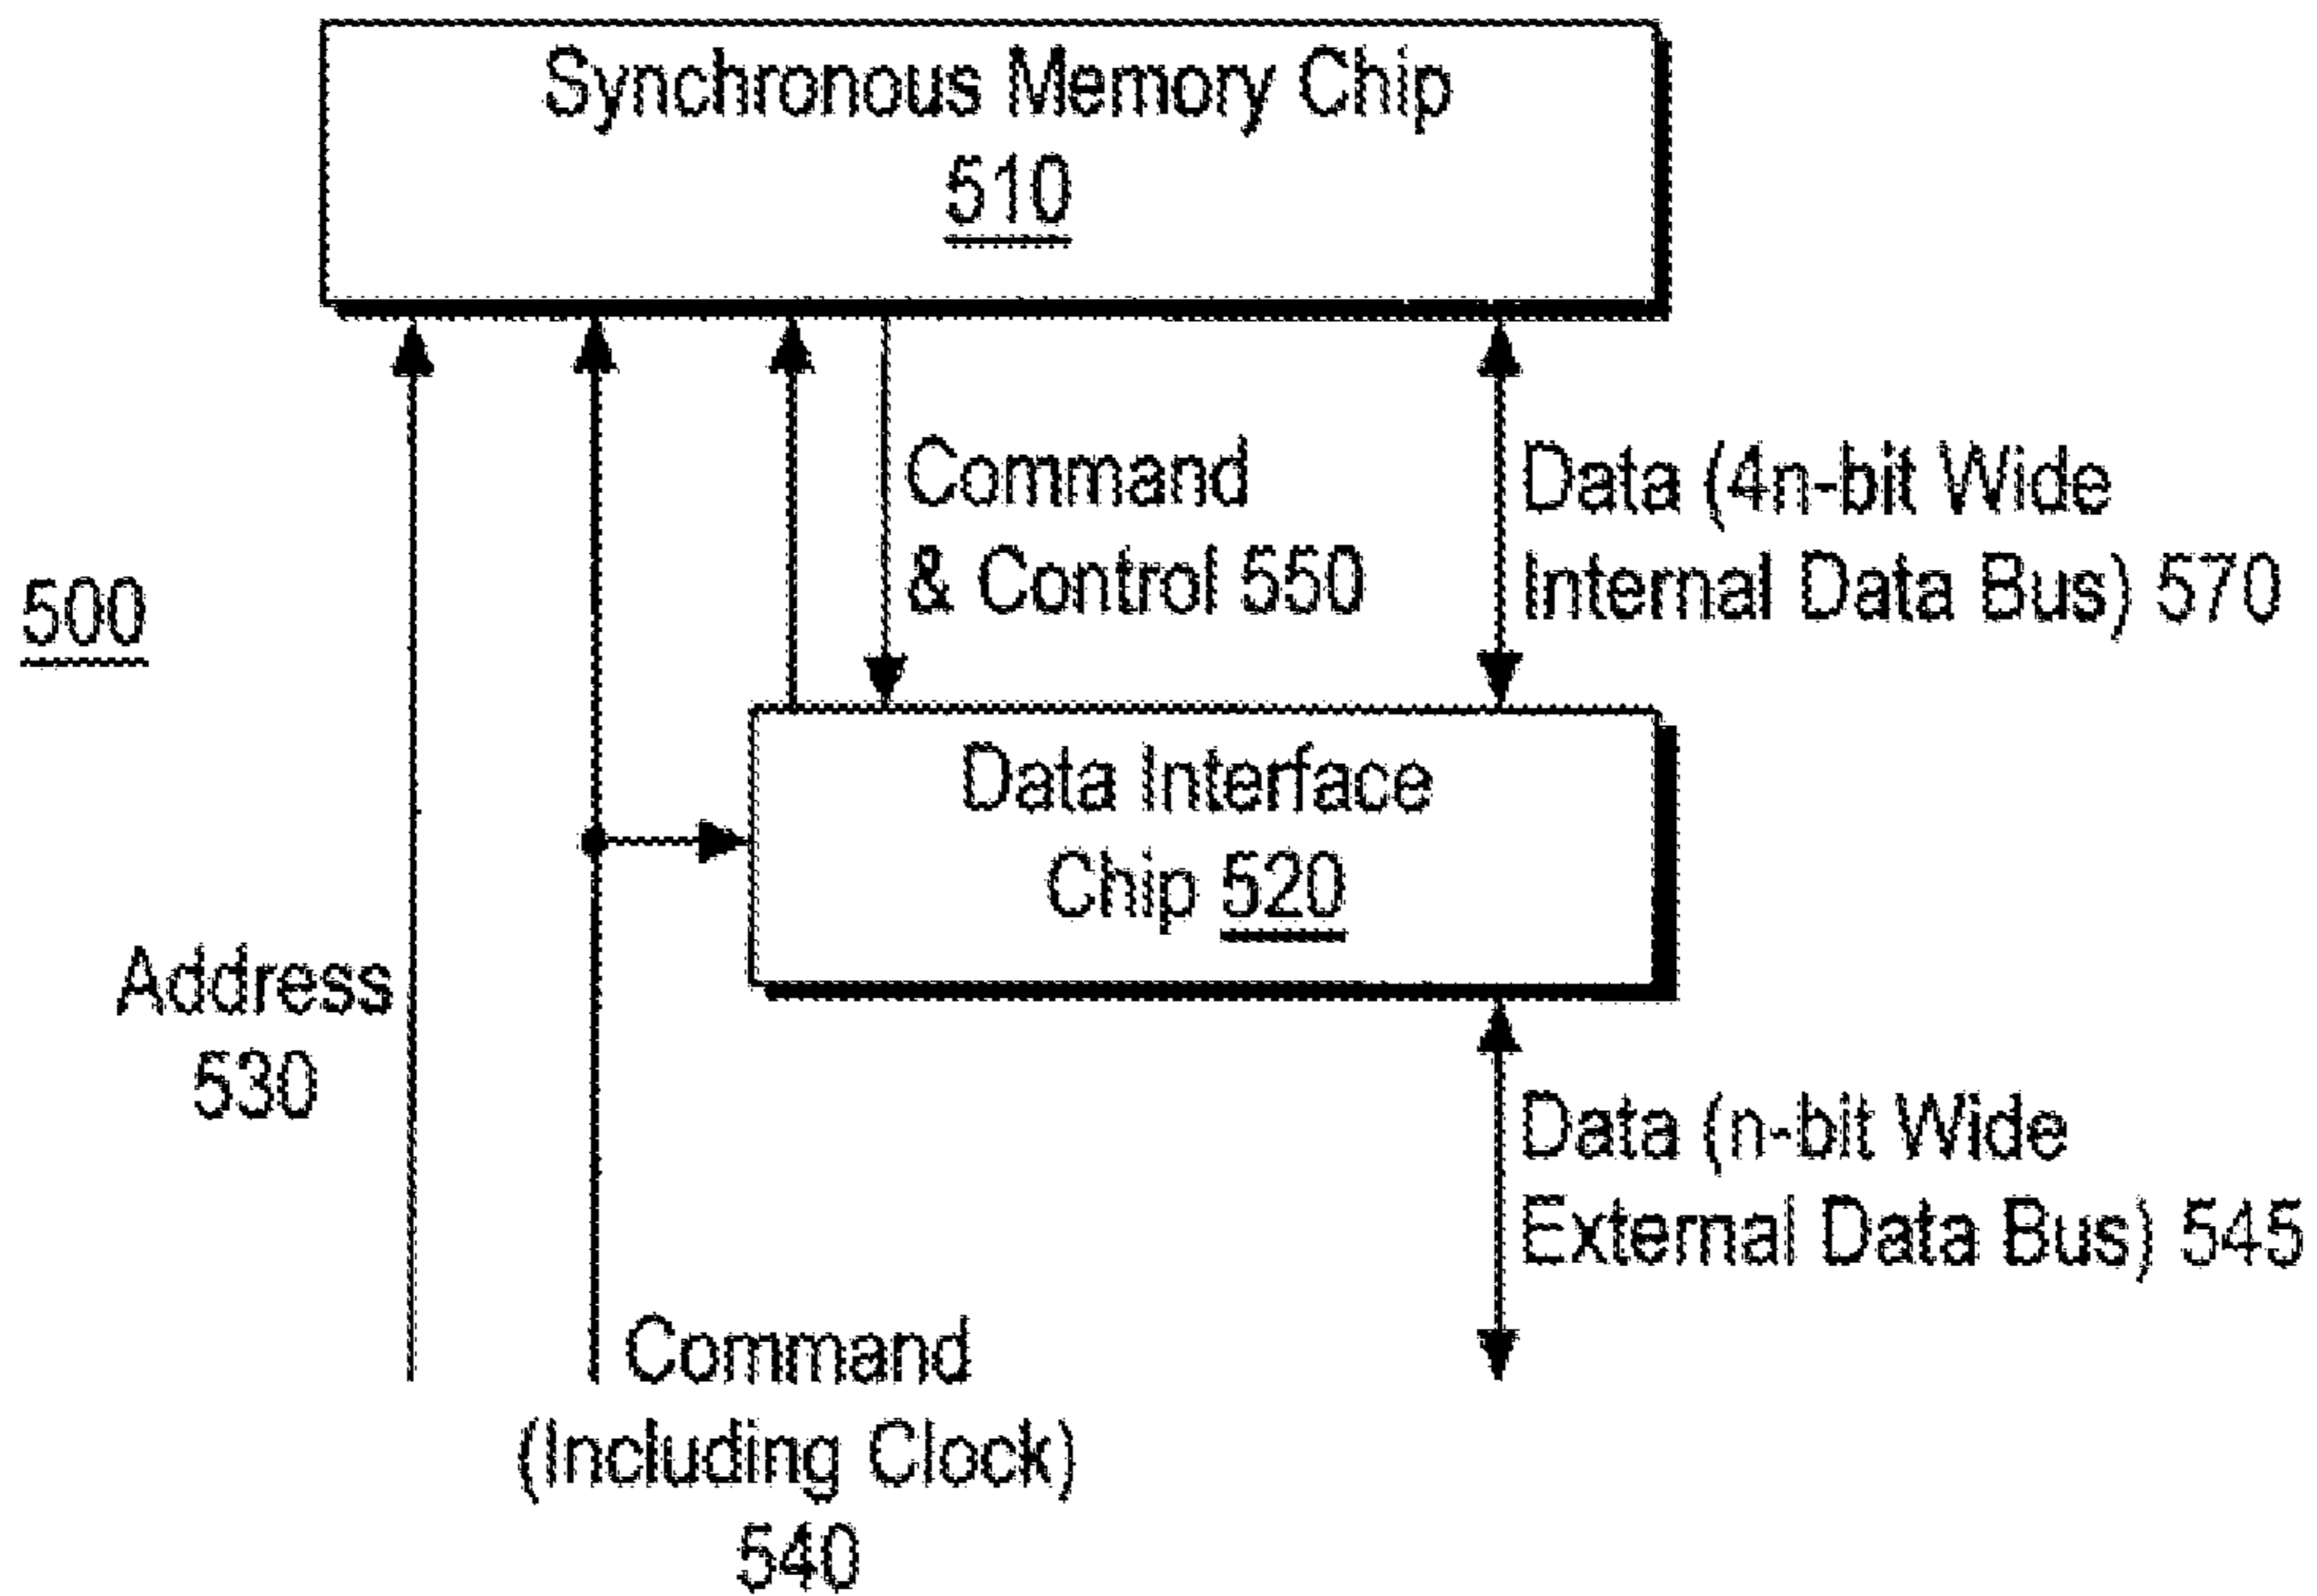 Synchronous Memory Chip
510
Command
& Control 550
Data (4n-bit Wide
Internal Data Bus) 570
500
Data Interface
Chip 520
Address
530
Data (n-bit Wide
External Data Bus) 545
Command
(Including Clock)
540